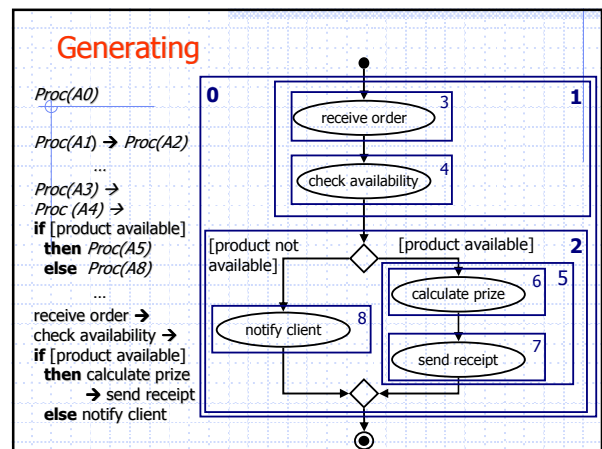 Generating
Proc(A0)
Proc(A1) → Proc(A2)
...
Proc(A3) →
Proc (A4) →
if [product available]
then Proc(A5)
else Proc(A8)
...
receive order →
check availability →
if [product available]
then calculate prize
→ send receipt
else notify client
0
1
3
receive order
4
check availability
2
[product not
available]
[product available]
5
6
calculate prize
8
notify client
7
send receipt